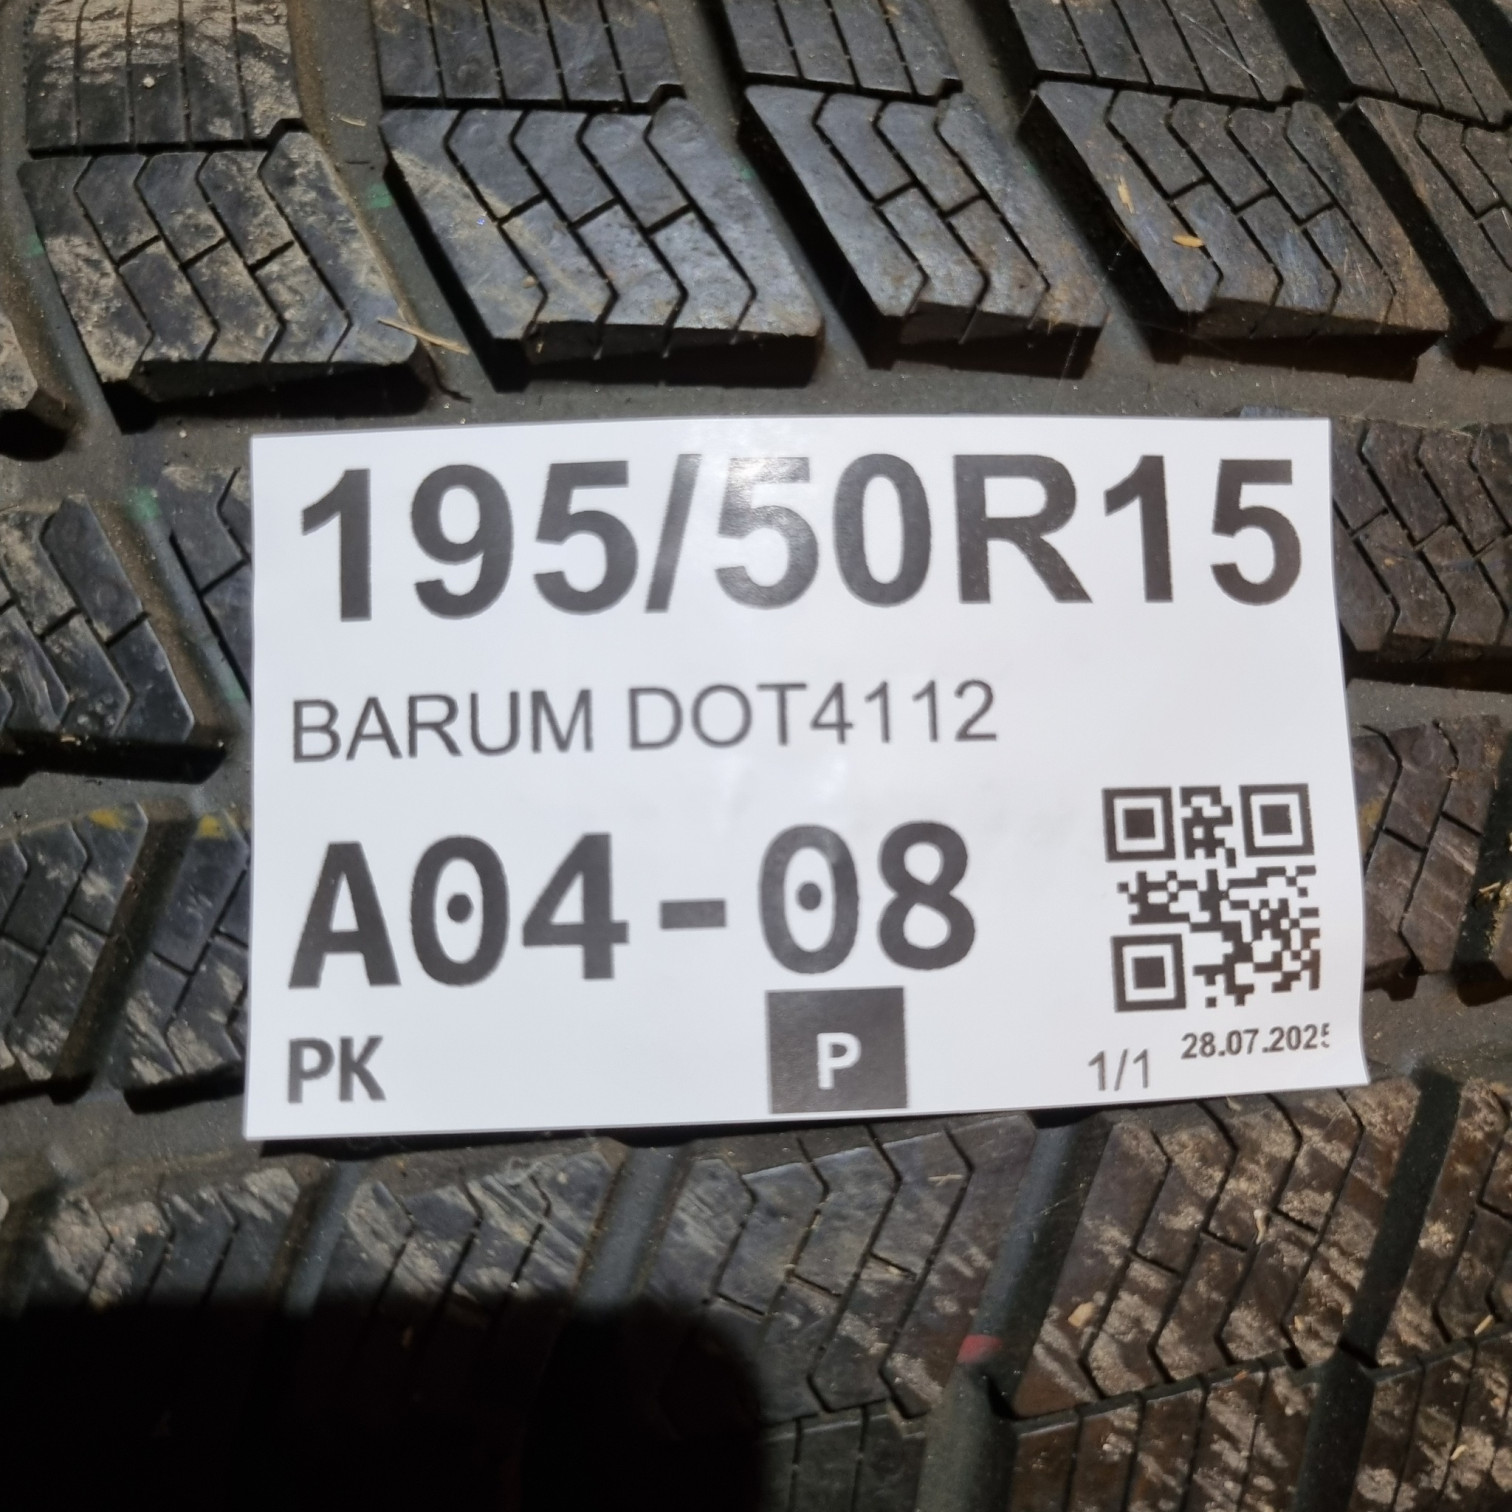 195/50R15
BARUM DOT4112
A04-08
PK P 1/1 28.07.2025